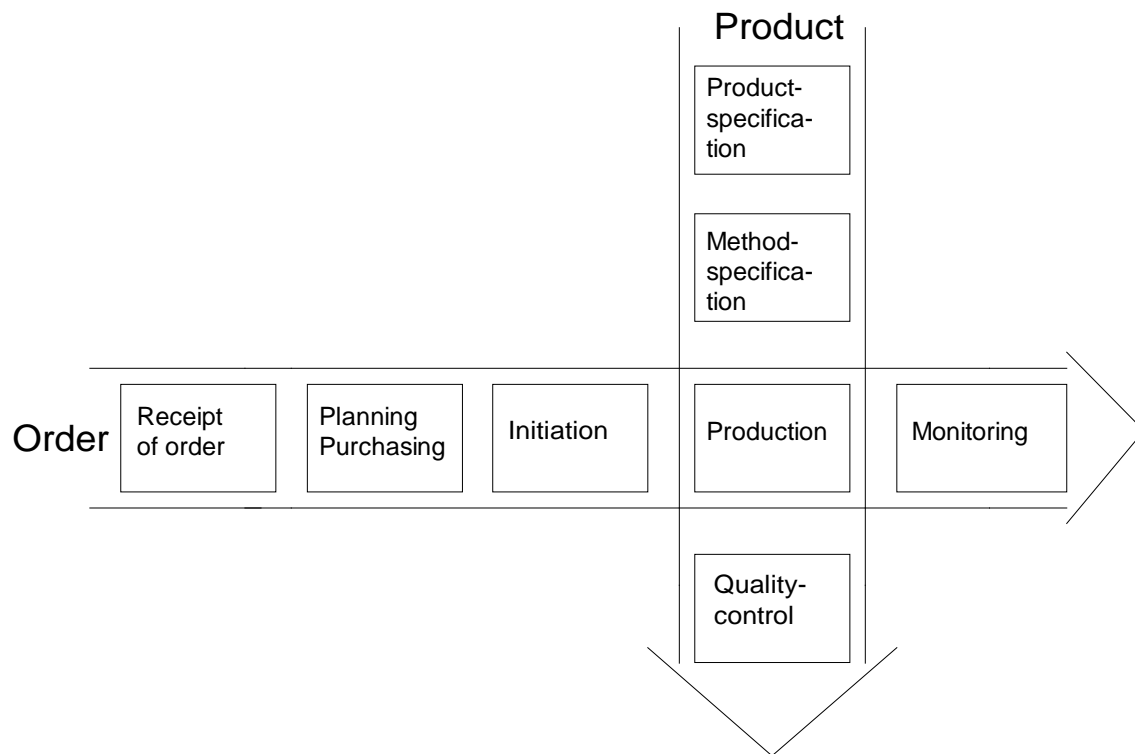 Product
Product-
specifica-
tion
Method-
specifica-
tion
Order
Receipt
of order
Planning
Purchasing
Initiation
Production
Monitoring
Quality-
control